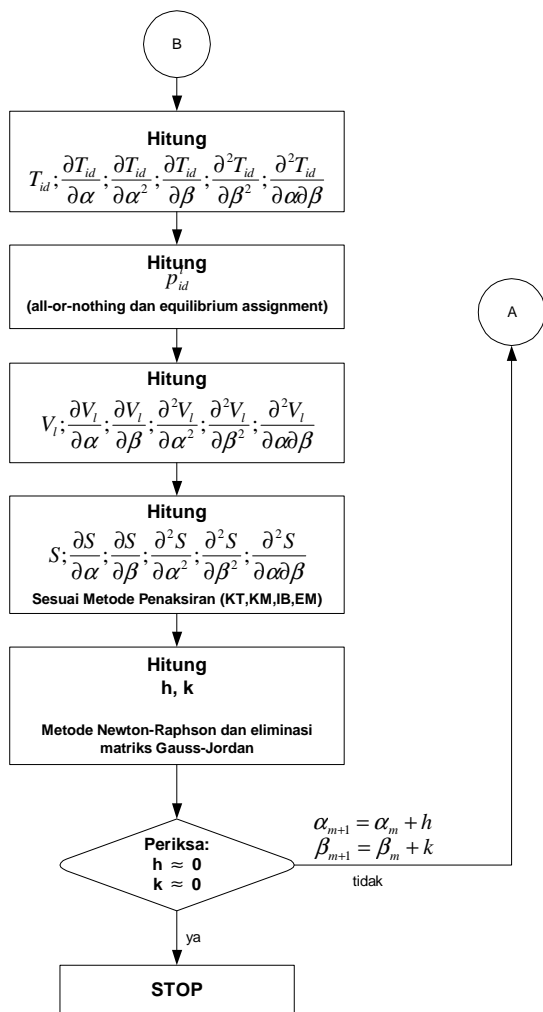 B
Hitung
T_id; ∂T_id/∂α; ∂T_id/∂α²; ∂T_id/∂β; ∂²T_id/∂β²; ∂²T_id/∂α∂β
Hitung
p_id
(all-or-nothing dan equilibrium assignment)
A
Hitung
V_l; ∂V_l/∂α; ∂V_l/∂β; ∂²V_l/∂α²; ∂²V_l/∂β²; ∂²V_l/∂α∂β
Hitung
S; ∂S/∂α; ∂S/∂β; ∂²S/∂α²; ∂²S/∂β²; ∂²S/∂α∂β
Sesuai Metode Penaksiran (KT,KM,IB,EM)
Hitung
h, k
Metode Newton-Raphson dan eliminasi
matriks Gauss-Jordan
Periksa:
h ≈ 0
k ≈ 0
α_{m+1} = α_m + h
β_{m+1} = β_m + k
tidak
ya
STOP